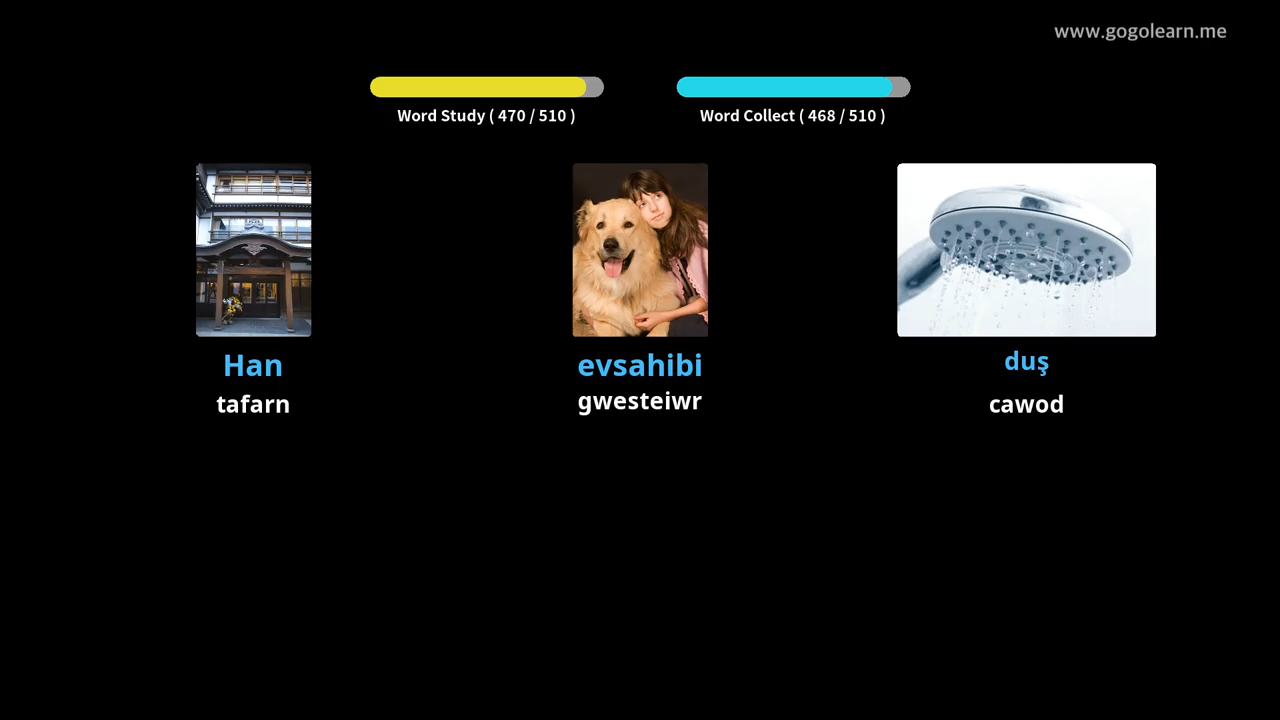 www.gogolearn.me
Word Study ( 470 / 510 )
Word Collect ( 468 / 510 )
Han
tafarn
evsahibi
gwesteiwr
duş
cawod